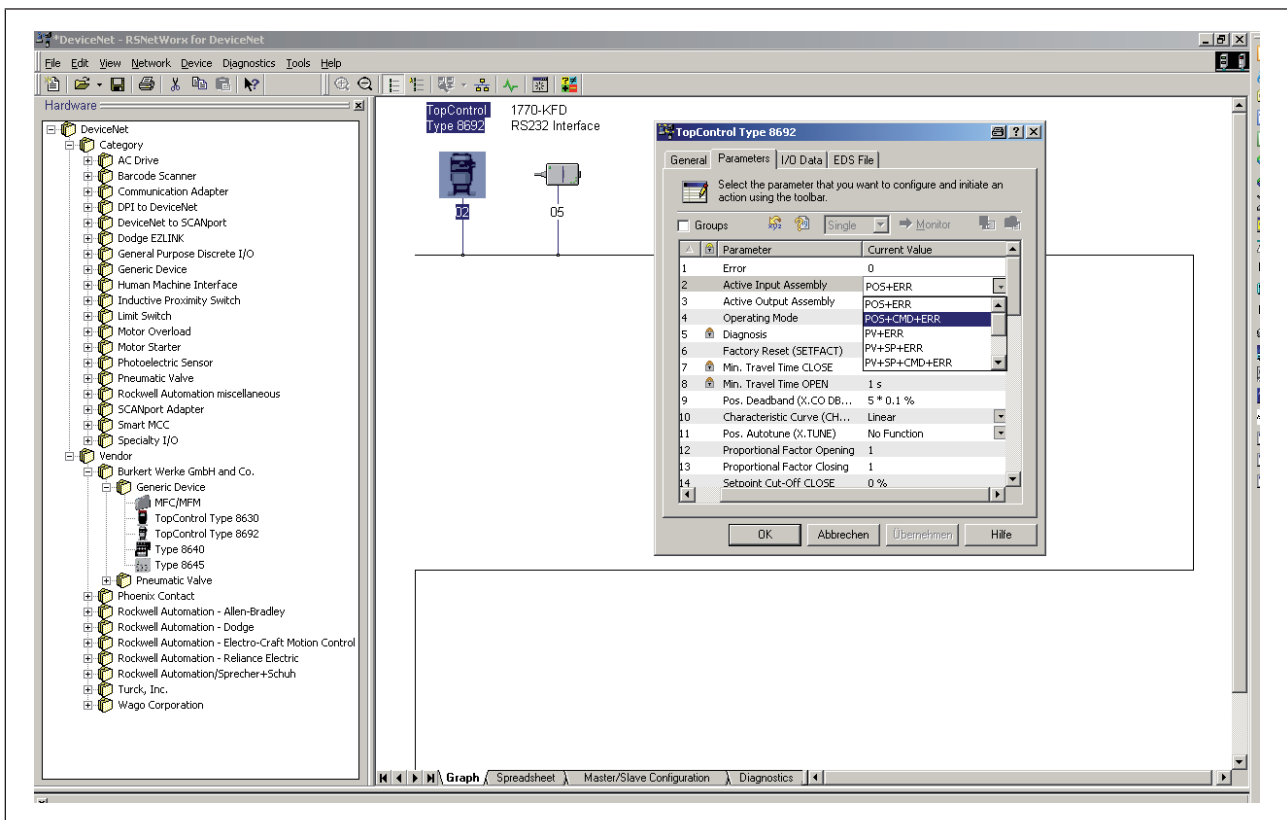 *DeviceNet - RSNetWorx for DeviceNet
File Edit View Network Device Diagnostics Tools Help
Hardware
DeviceNet
Category
AC Drive
Barcode Scanner
Communication Adapter
DPI to DeviceNet
DeviceNet to SCANport
Dodge EZLINK
General Purpose Discrete I/O
Generic Device
Human Machine Interface
Inductive Proximity Switch
Limit Switch
Motor Overload
Motor Starter
Photoelectric Sensor
Pneumatic Valve
Rockwell Automation miscellaneous
SCANport Adapter
Smart MCC
Specialty I/O
Vendor
Burkert Werke GmbH and Co.
Generic Device
MFC/MFM
TopControl Type 8630
TopControl Type 8692
Type 8640
Type 8645
Pneumatic Valve
Phoenix Contact
Rockwell Automation - Allen-Bradley
Rockwell Automation - Dodge
Rockwell Automation - Electro-Craft Motion Control
Rockwell Automation - Reliance Electric
Rockwell Automation/Sprecher+Schuh
Turck, Inc.
Wago Corporation
TopControl
Type 8692
02
1770-KFD
RS232 Interface
05
TopControl Type 8692
General Parameters I/O Data EDS File
Select the parameter that you want to configure and initiate an
action using the toolbar.
Groups Single Monitor
Parameter Current Value
1 Error 0
2 Active Input Assembly POS+ERR
3 Active Output Assembly POS+ERR
4 Operating Mode POS+CMD+ERR
5 Diagnosis PV+ERR
6 Factory Reset (SETFACT) PV+SP+ERR
7 Min. Travel Time CLOSE PV+SP+CMD+ERR
8 Min. Travel Time OPEN 1 s
9 Pos. Deadband (X.CO DB... 5 * 0.1 %
10 Characteristic Curve (CH... Linear
11 Pos. Autotune (X.TUNE) No Function
12 Proportional Factor Opening 1
13 Proportional Factor Closing 1
14 Setpoint Cut-Off CLOSE 0 %
OK Abbrechen Übernehmen Hilfe
Graph Spreadsheet Master/Slave Configuration Diagnostics